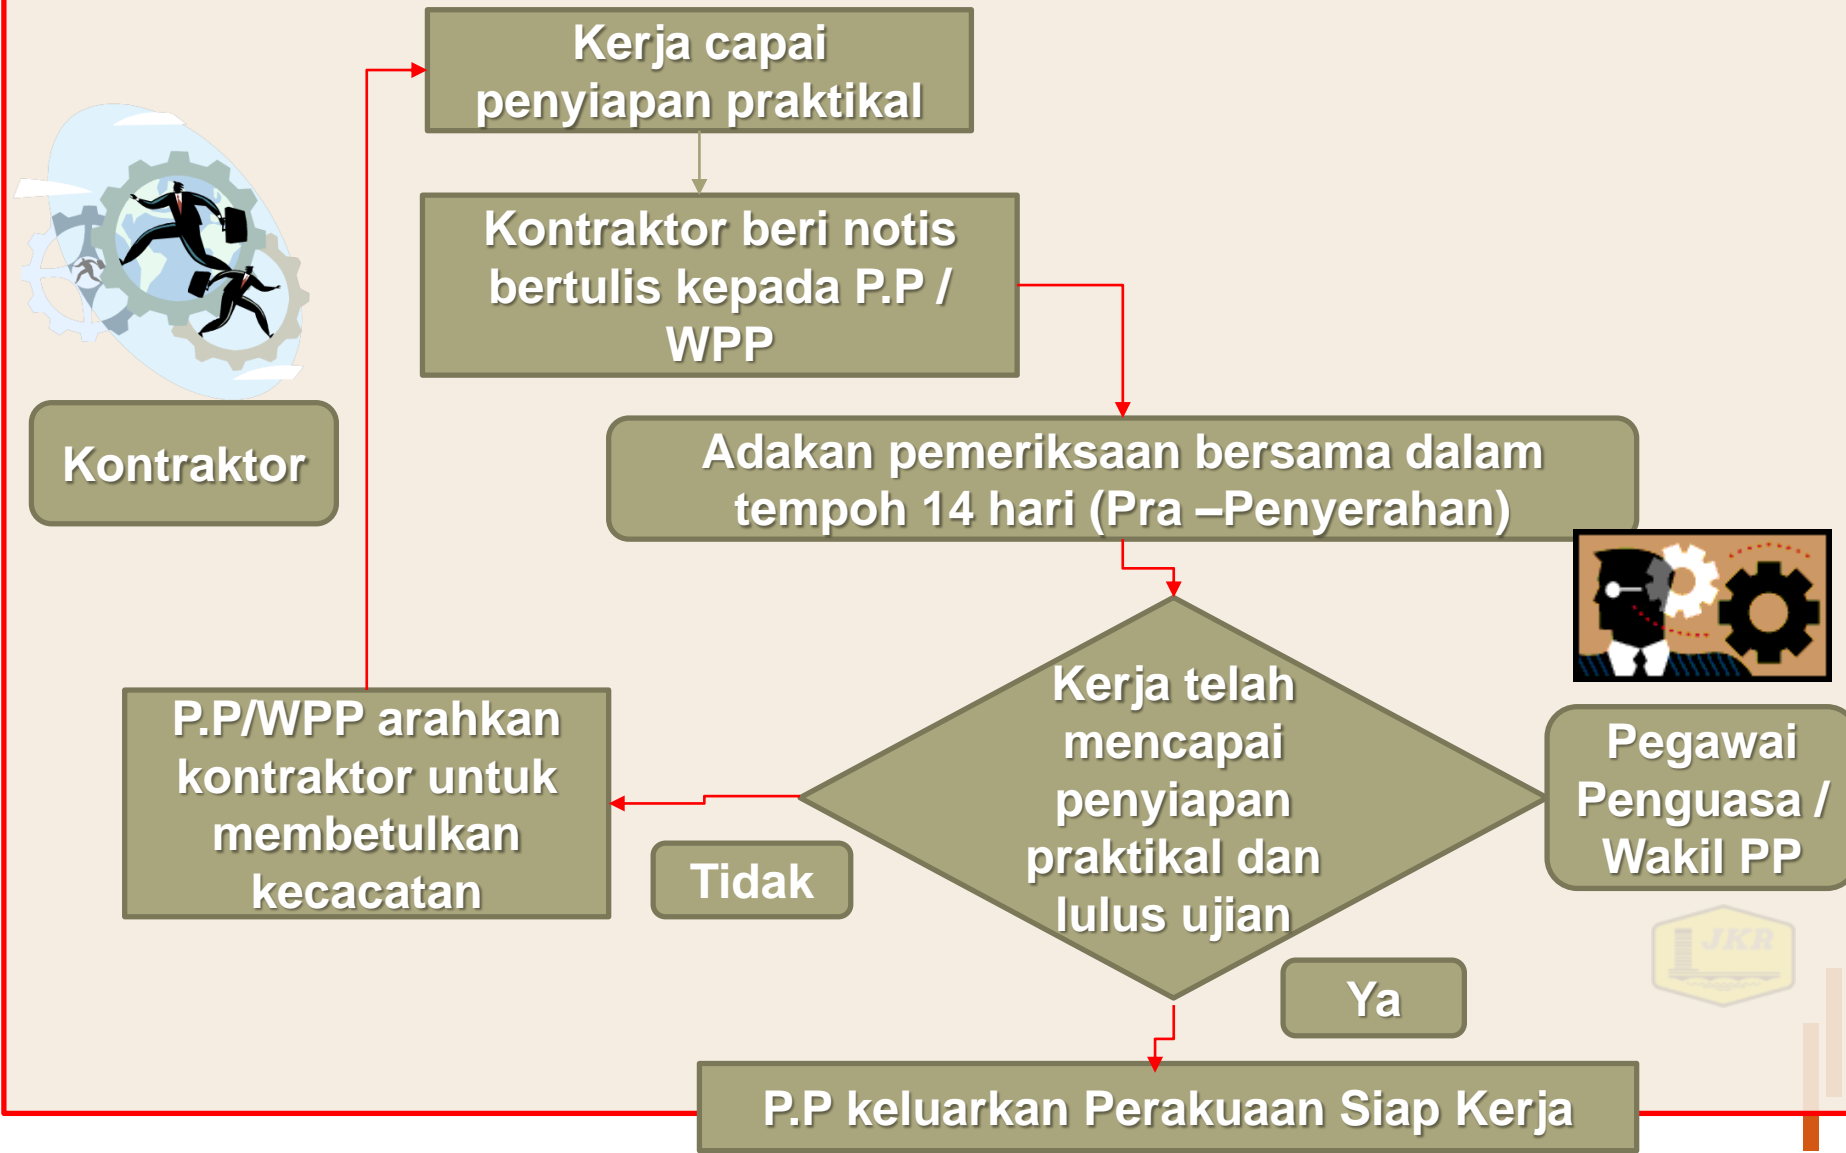 Kerja capai
penyiapan praktikal
Kontraktor beri notis
bertulis kepada P.P /
WPP
Kontraktor
Adakan pemeriksaan bersama dalam
tempoh 14 hari (Pra –Penyerahan)
Kerja telah
mencapai
penyiapan
praktikal dan
lulus ujian
P.P/WPP arahkan
kontraktor untuk
membetulkan
kecacatan
Tidak
Pegawai
Penguasa /
Wakil PP
JKR
Ya
P.P keluarkan Perakuaan Siap Kerja